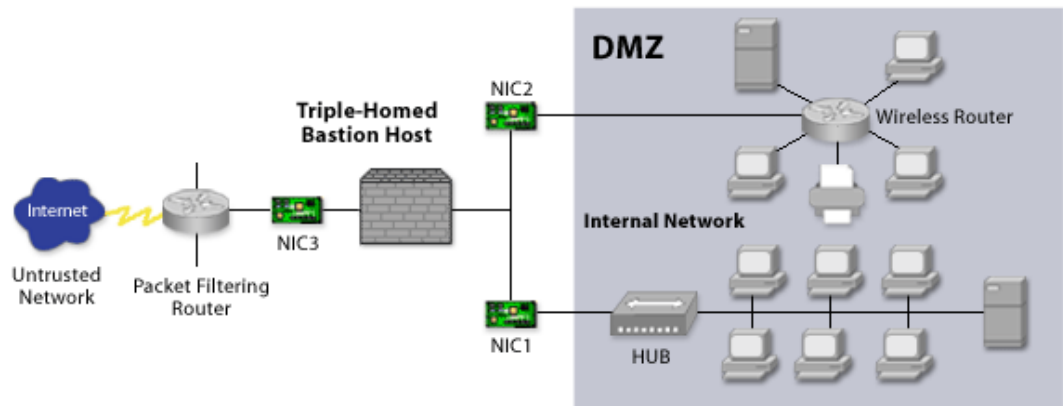 DMZ
NIC2
Triple-Homed
Bastion Host
Wireless Router
Internet
Internal Network
NIC3
Untrusted
Network
Packet Filtering
Router
NIC1
HUB